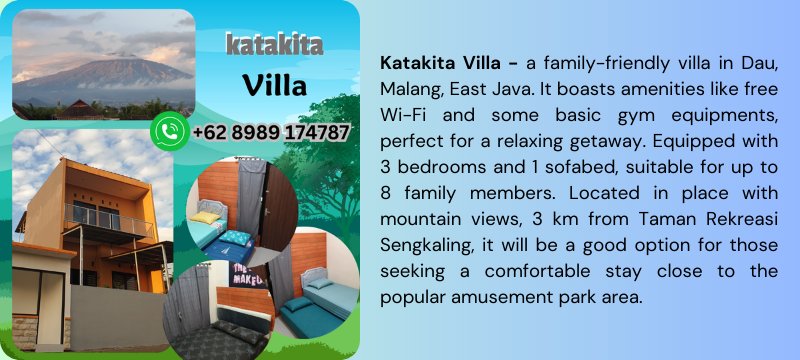 katakita
Villa
+62 8989 174787
THE
MAKED
Katakita Villa - a family-friendly villa in Dau,
Malang, East Java. It boasts amenities like free
Wi-Fi and some basic gym equipments,
perfect for a relaxing getaway. Equipped with
3 bedrooms and 1 sofabed, suitable for up to
8 family members. Located in place with
mountain views, 3 km from Taman Rekreasi
Sengkaling, it will be a good option for those
seeking a comfortable stay close to the
popular amusement park area.